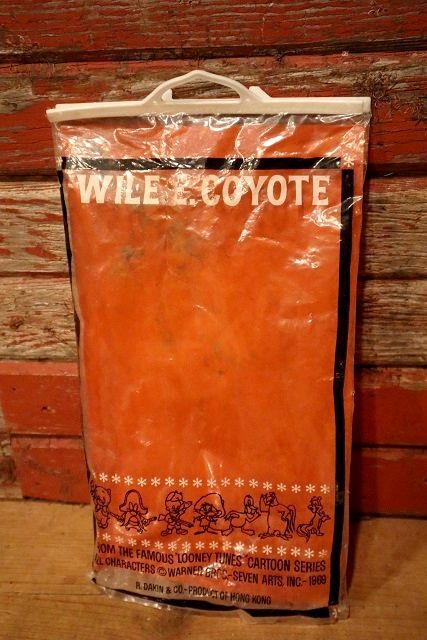 WILE E. COYOTE
FROM THE FAMOUS "LOONEY TUNES" CARTOON SERIES
ALL CHARACTERS © WARNER BROS.-SEVEN ARTS, INC.-1969
R. DAKIN & CO.-PRODUCT OF HONG KONG